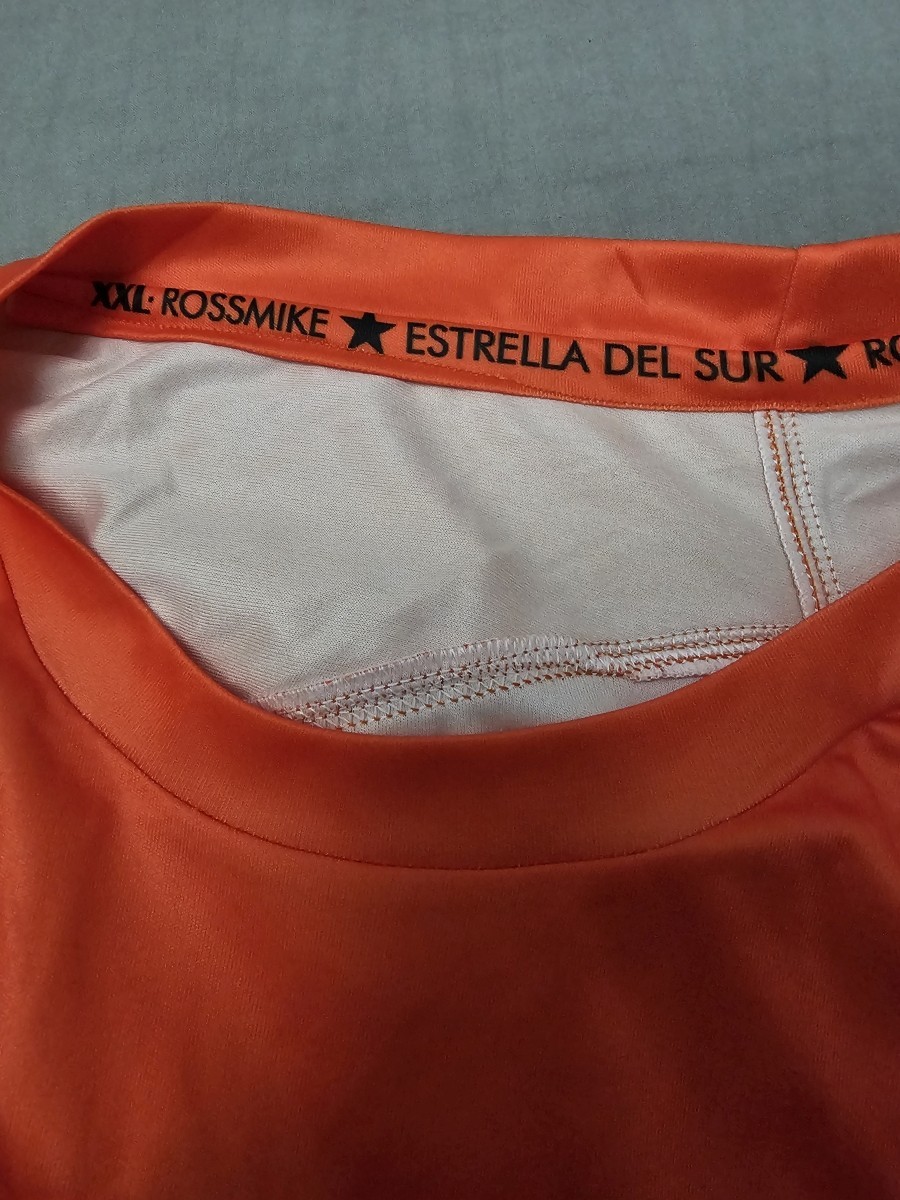 XXL· ROSSMIKE ★ ESTRELLA DEL SUR ★